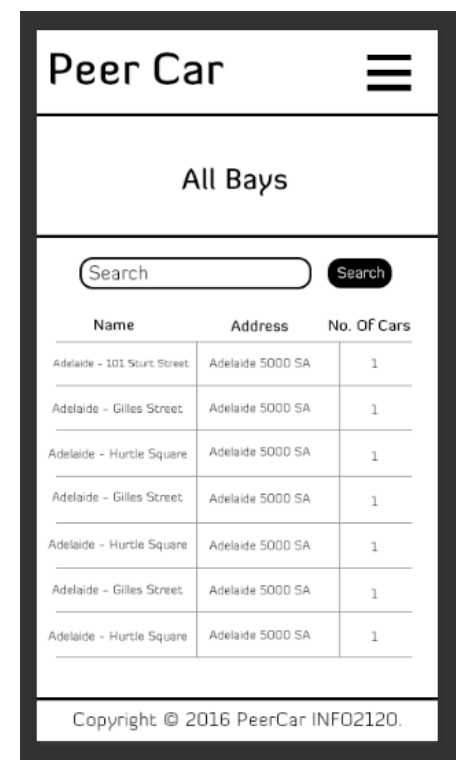 Peer Car
All Bays
Search Search
Name Address No. Of Cars
Adelaide - 101 Sturt Street Adelaide 5000 SA 1
Adelaide - Gilles Street Adelaide 5000 SA 1
Adelaide - Hurtle Square Adelaide 5000 SA 1
Adelaide - Gilles Street Adelaide 5000 SA 1
Adelaide - Hurtle Square Adelaide 5000 SA 1
Adelaide - Gilles Street Adelaide 5000 SA 1
Adelaide - Hurtle Square Adelaide 5000 SA 1
Copyright © 2016 PeerCar INFO2120.